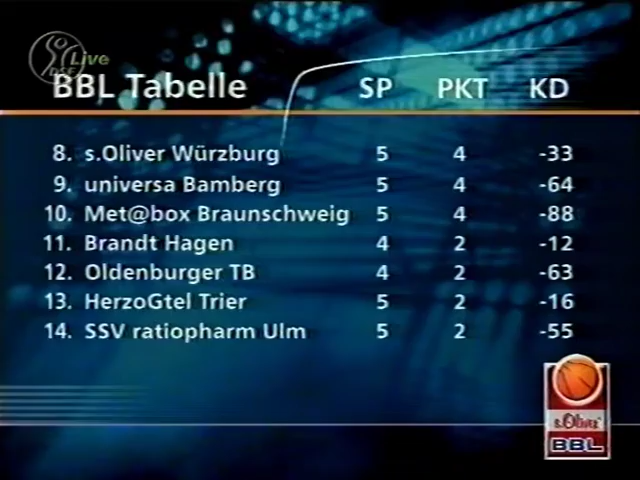 Live
DSF
BBL Tabelle SP PKT KD
8. s.Oliver Würzburg 5 4 -33
9. universa Bamberg 5 4 -64
10. Met@box Braunschweig 5 4 -88
11. Brandt Hagen 4 2 -12
12. Oldenburger TB 4 2 -63
13. HerzoGtel Trier 5 2 -16
14. SSV ratiopharm Ulm 5 2 -55
s.Oliver
BBL